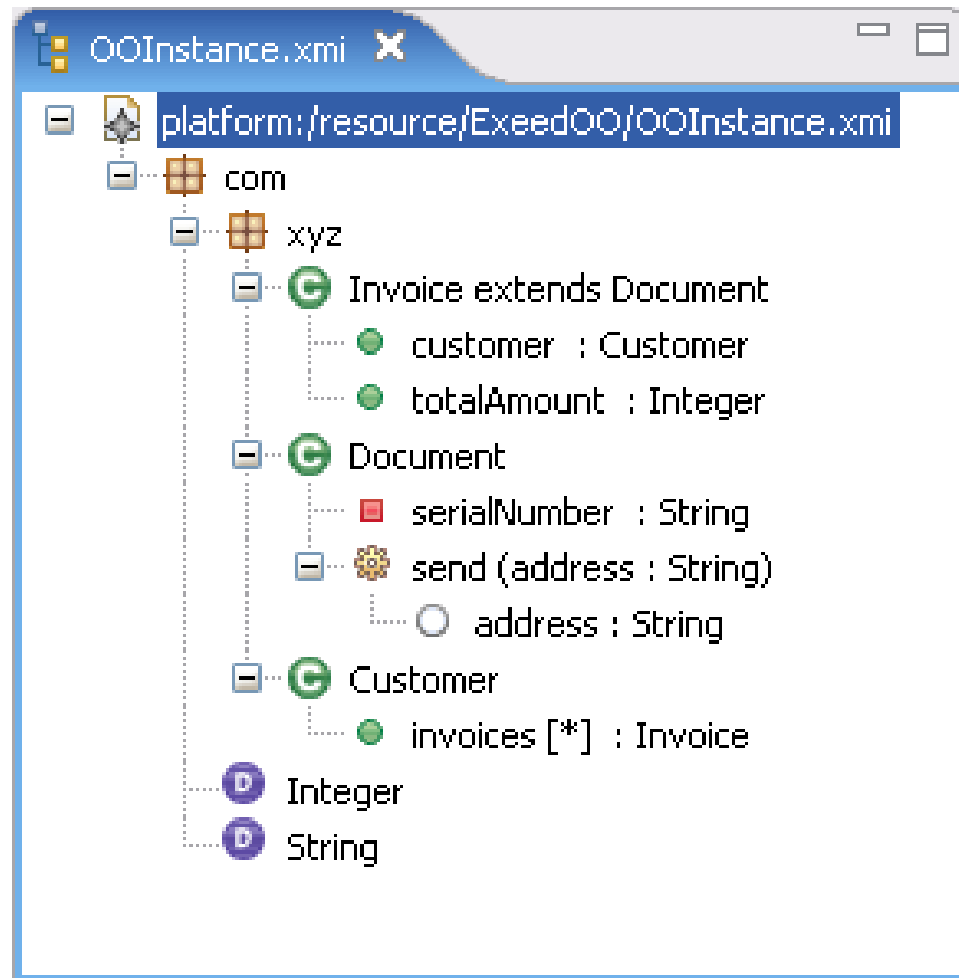 OOInstance.xmi
platform:/resource/ExeedOO/OOInstance.xmi
com
xyz
Invoice extends Document
customer : Customer
totalAmount : Integer
Document
serialNumber : String
send (address : String)
address : String
Customer
invoices [*] : Invoice
D Integer
D String